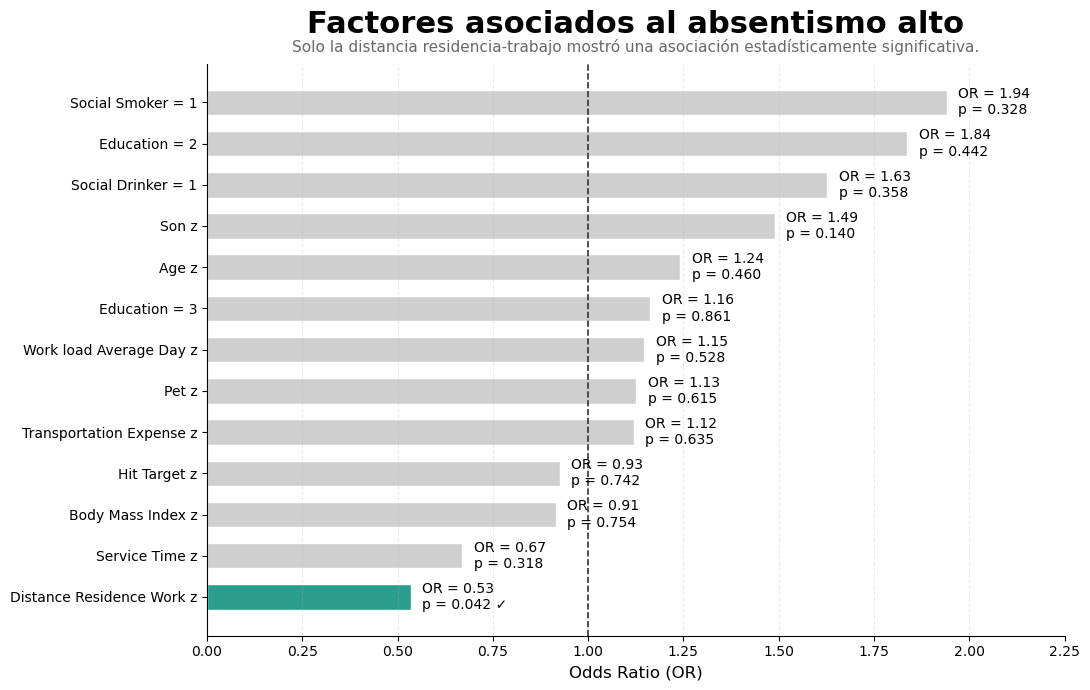 Factores asociados al absentismo alto
Solo la distancia residencia-trabajo mostró una asociación estadísticamente significativa.
Social Smoker = 1
OR = 1.94
p = 0.328
Education = 2
OR = 1.84
p = 0.442
Social Drinker = 1
OR = 1.63
p = 0.358
Son z
OR = 1.49
p = 0.140
Age z
OR = 1.24
p = 0.460
Education = 3
OR = 1.16
p = 0.861
Work load Average Day z
OR = 1.15
p = 0.528
Pet z
OR = 1.13
p = 0.615
Transportation Expense z
OR = 1.12
p = 0.635
Hit Target z
OR = 0.93
p = 0.742
Body Mass Index z
OR = 0.91
p = 0.754
Service Time z
OR = 0.67
p = 0.318
Distance Residence Work z
OR = 0.53
p = 0.042 ✓
0.00 0.25 0.50 0.75 1.00 1.25 1.50 1.75 2.00 2.25
Odds Ratio (OR)